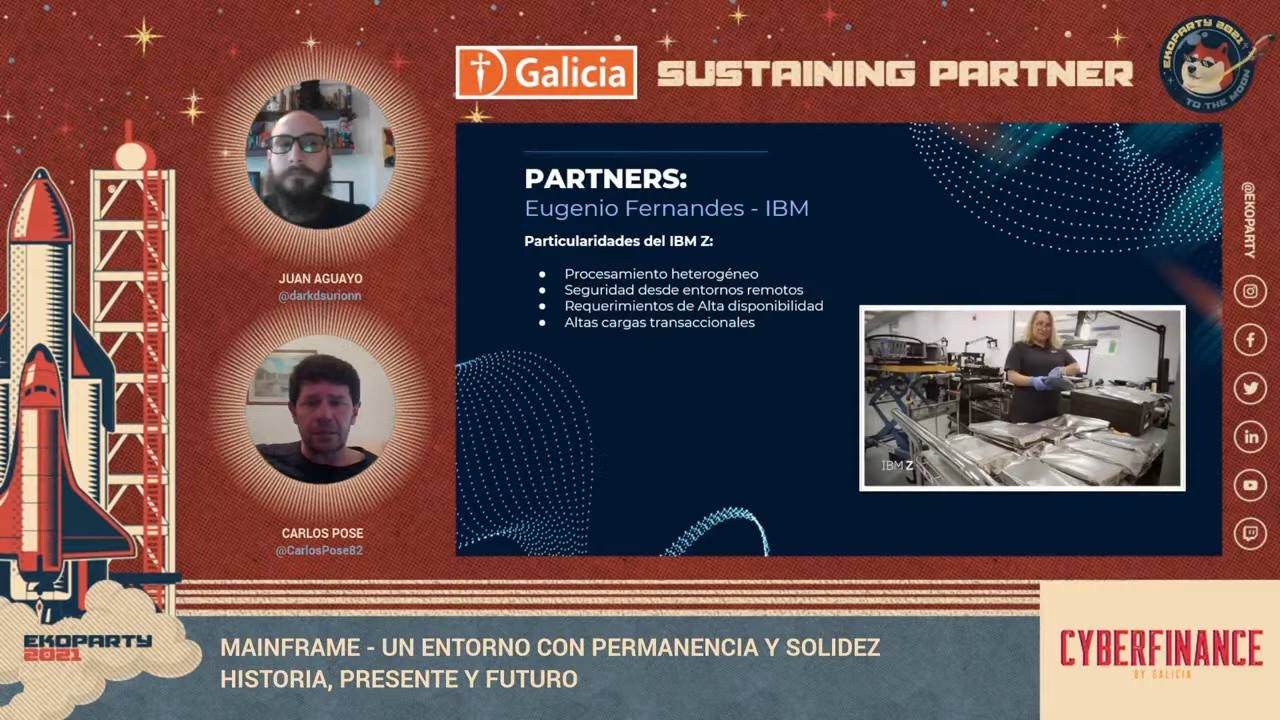 Galicia
SUSTAINING PARTNER
EKOPARTY 2021
TO THE MOON
JUAN AGUAYO
@darkdsurionn
CARLOS POSE
@CarlosPose82
PARTNERS:
Eugenio Fernandes - IBM
Particularidades del IBM Z:
● Procesamiento heterogéneo
● Seguridad desde entornos remotos
● Requerimientos de Alta disponibilidad
● Altas cargas transaccionales
IBM Z
@EKOPARTY
EKOPARTY
2021
MAINFRAME - UN ENTORNO CON PERMANENCIA Y SOLIDEZ
HISTORIA, PRESENTE Y FUTURO
CYBERFINANCE
BY GALICIA